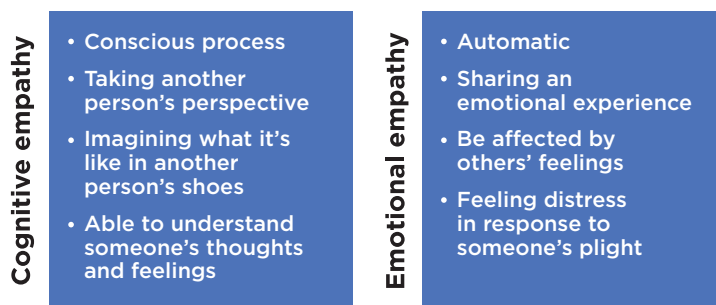 Cognitive empathy
• Conscious process
• Taking another
person’s perspective
• Imagining what it’s
like in another
person’s shoes
• Able to understand
someone’s thoughts
and feelings
Emotional empathy
• Automatic
• Sharing an
emotional experience
• Be affected by
others’ feelings
• Feeling distress
in response to
someone’s plight